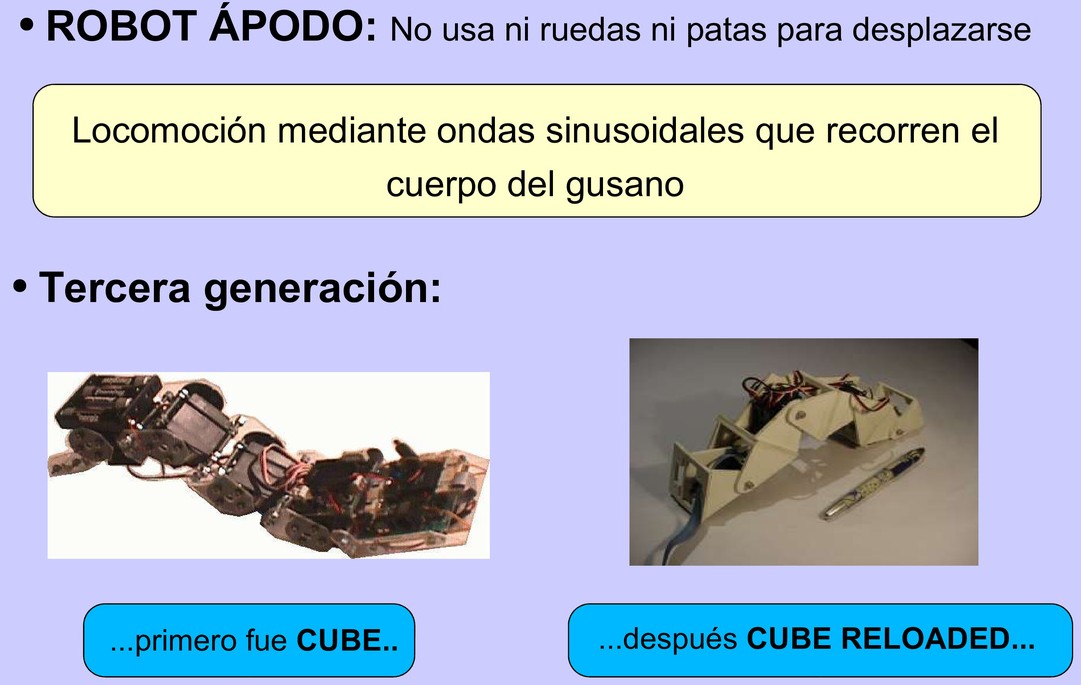 • ROBOT ÁPODO: No usa ni ruedas ni patas para desplazarse
Locomoción mediante ondas sinusoidales que recorren el
cuerpo del gusano
• Tercera generación:
...primero fue CUBE..
...después CUBE RELOADED...